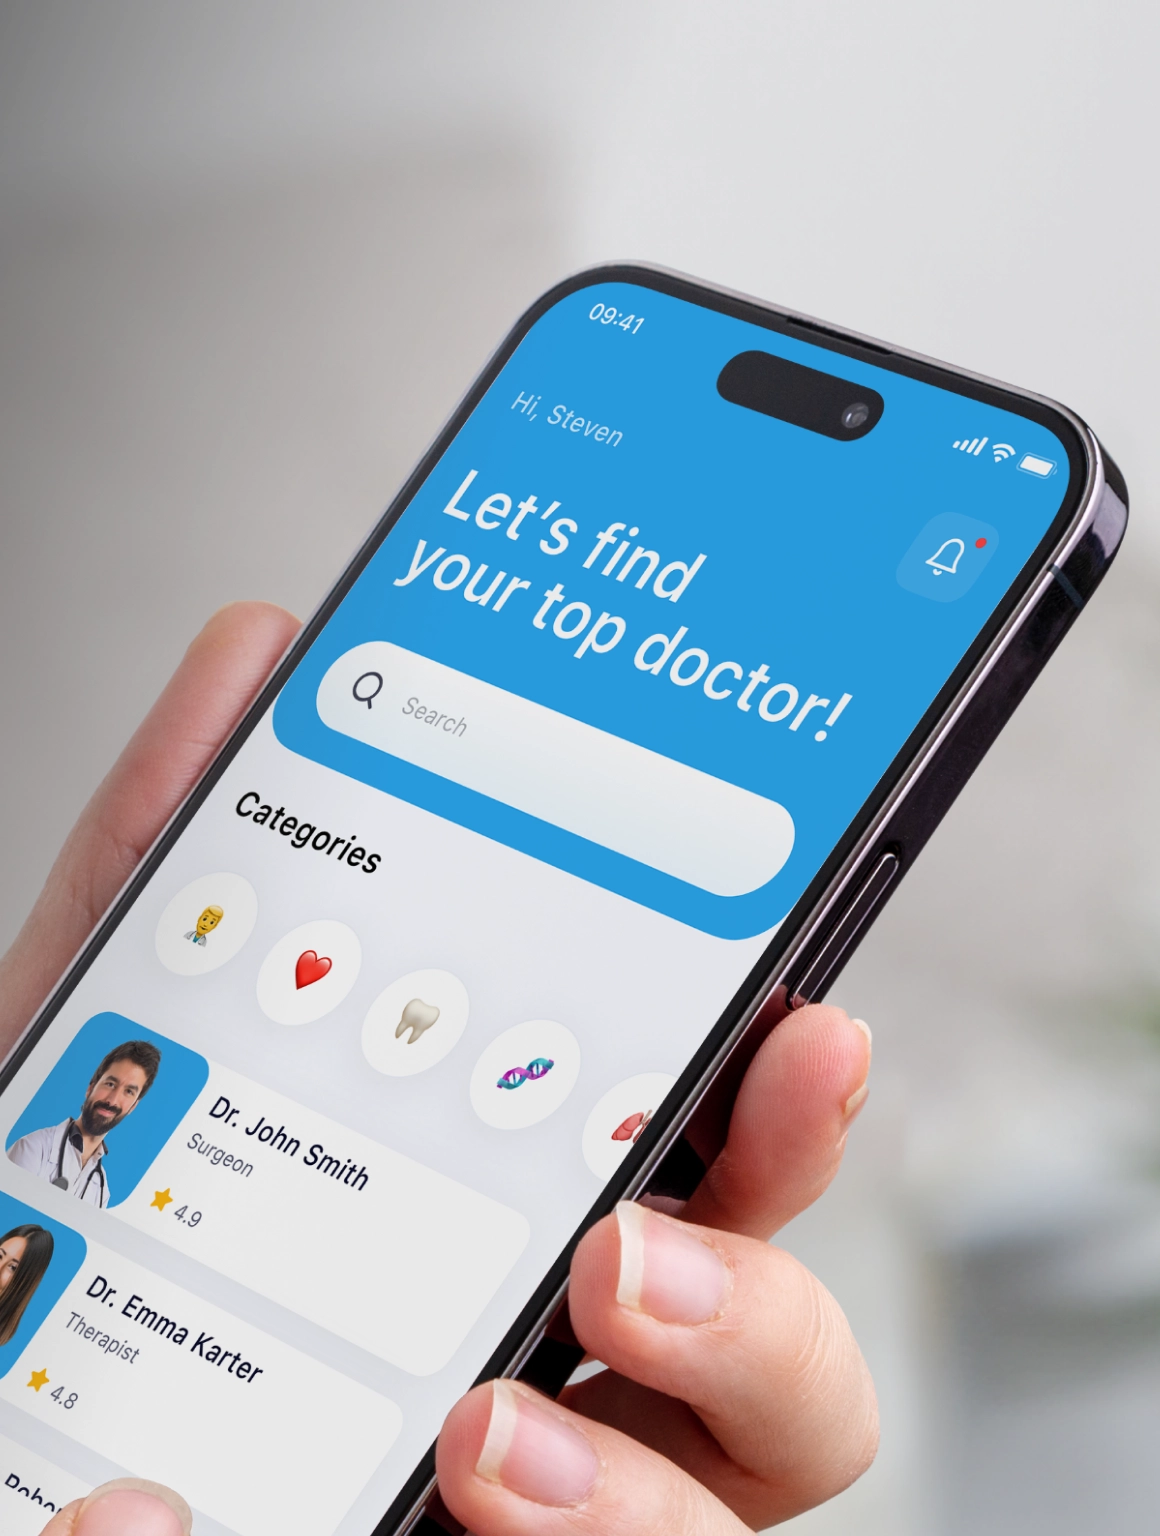 09:41
Hi, Steven
Let's find
your top doctor!
Search
Categories
Dr. John Smith
Surgeon
4.9
Dr. Emma Karter
Therapist
4.8